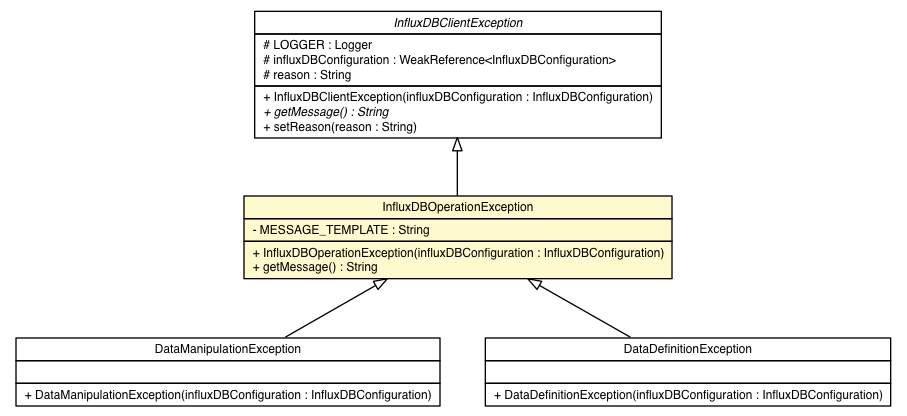 InfluxDBClientException
# LOGGER : Logger
# influxDBConfiguration : WeakReference<InfluxDBConfiguration>
# reason : String
+ InfluxDBClientException(influxDBConfiguration : InfluxDBConfiguration)
+ getMessage() : String
+ setReason(reason : String)
InfluxDBOperationException
- MESSAGE_TEMPLATE : String
+ InfluxDBOperationException(influxDBConfiguration : InfluxDBConfiguration)
+ getMessage() : String
DataManipulationException
+ DataManipulationException(influxDBConfiguration : InfluxDBConfiguration)
DataDefinitionException
+ DataDefinitionException(influxDBConfiguration : InfluxDBConfiguration)